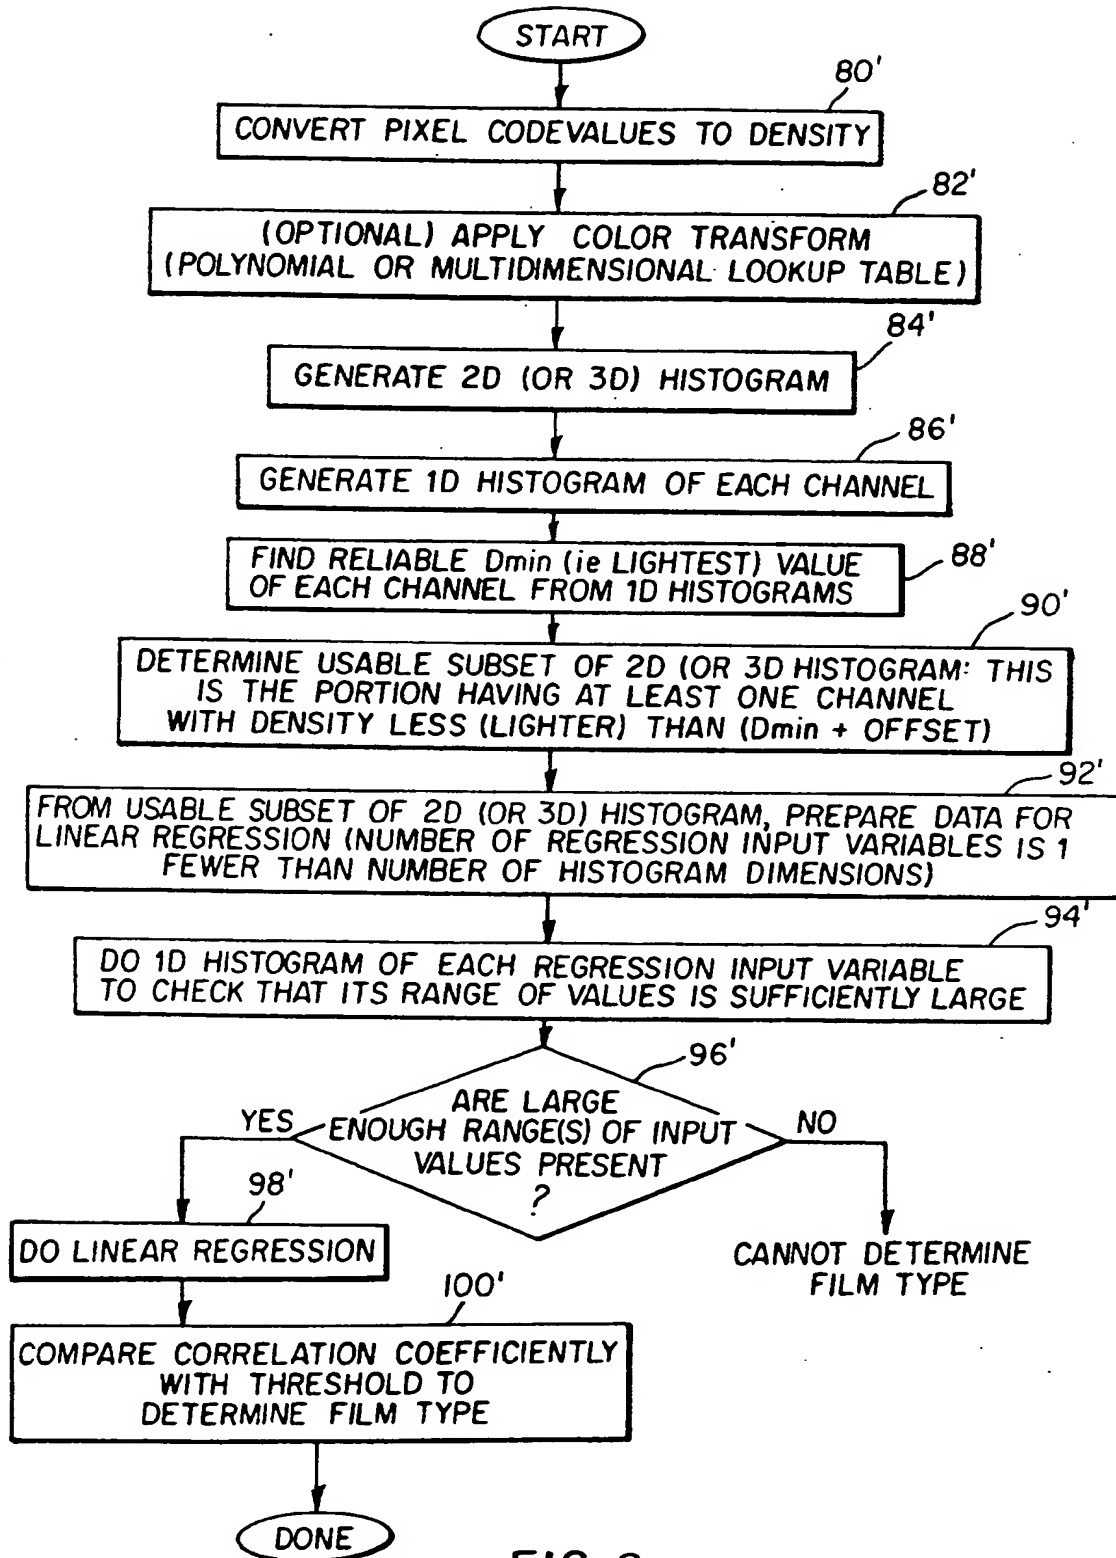 START
80'
CONVERT PIXEL CODEVALUES TO DENSITY
82'
(OPTIONAL) APPLY COLOR TRANSFORM
(POLYNOMIAL OR MULTIDIMENSIONAL LOOKUP TABLE)
84'
GENERATE 2D (OR 3D) HISTOGRAM
86'
GENERATE 1D HISTOGRAM OF EACH CHANNEL
88'
FIND RELIABLE Dmin (ie LIGHTEST) VALUE
OF EACH CHANNEL FROM 1D HISTOGRAMS
90'
DETERMINE USABLE SUBSET OF 2D (OR 3D HISTOGRAM: THIS
IS THE PORTION HAVING AT LEAST ONE CHANNEL
WITH DENSITY LESS (LIGHTER) THAN (Dmin + OFFSET)
92'
FROM USABLE SUBSET OF 2D (OR 3D) HISTOGRAM, PREPARE DATA FOR
LINEAR REGRESSION (NUMBER OF REGRESSION INPUT VARIABLES IS 1
FEWER THAN NUMBER OF HISTOGRAM DIMENSIONS)
94'
DO 1D HISTOGRAM OF EACH REGRESSION INPUT VARIABLE
TO CHECK THAT ITS RANGE OF VALUES IS SUFFICIENTLY LARGE
96'
ARE LARGE
ENOUGH RANGE(S) OF INPUT
VALUES PRESENT
?
YES
NO
98'
DO LINEAR REGRESSION
CANNOT DETERMINE
FILM TYPE
100'
COMPARE CORRELATION COEFFICIENTLY
WITH THRESHOLD TO
DETERMINE FILM TYPE
DONE